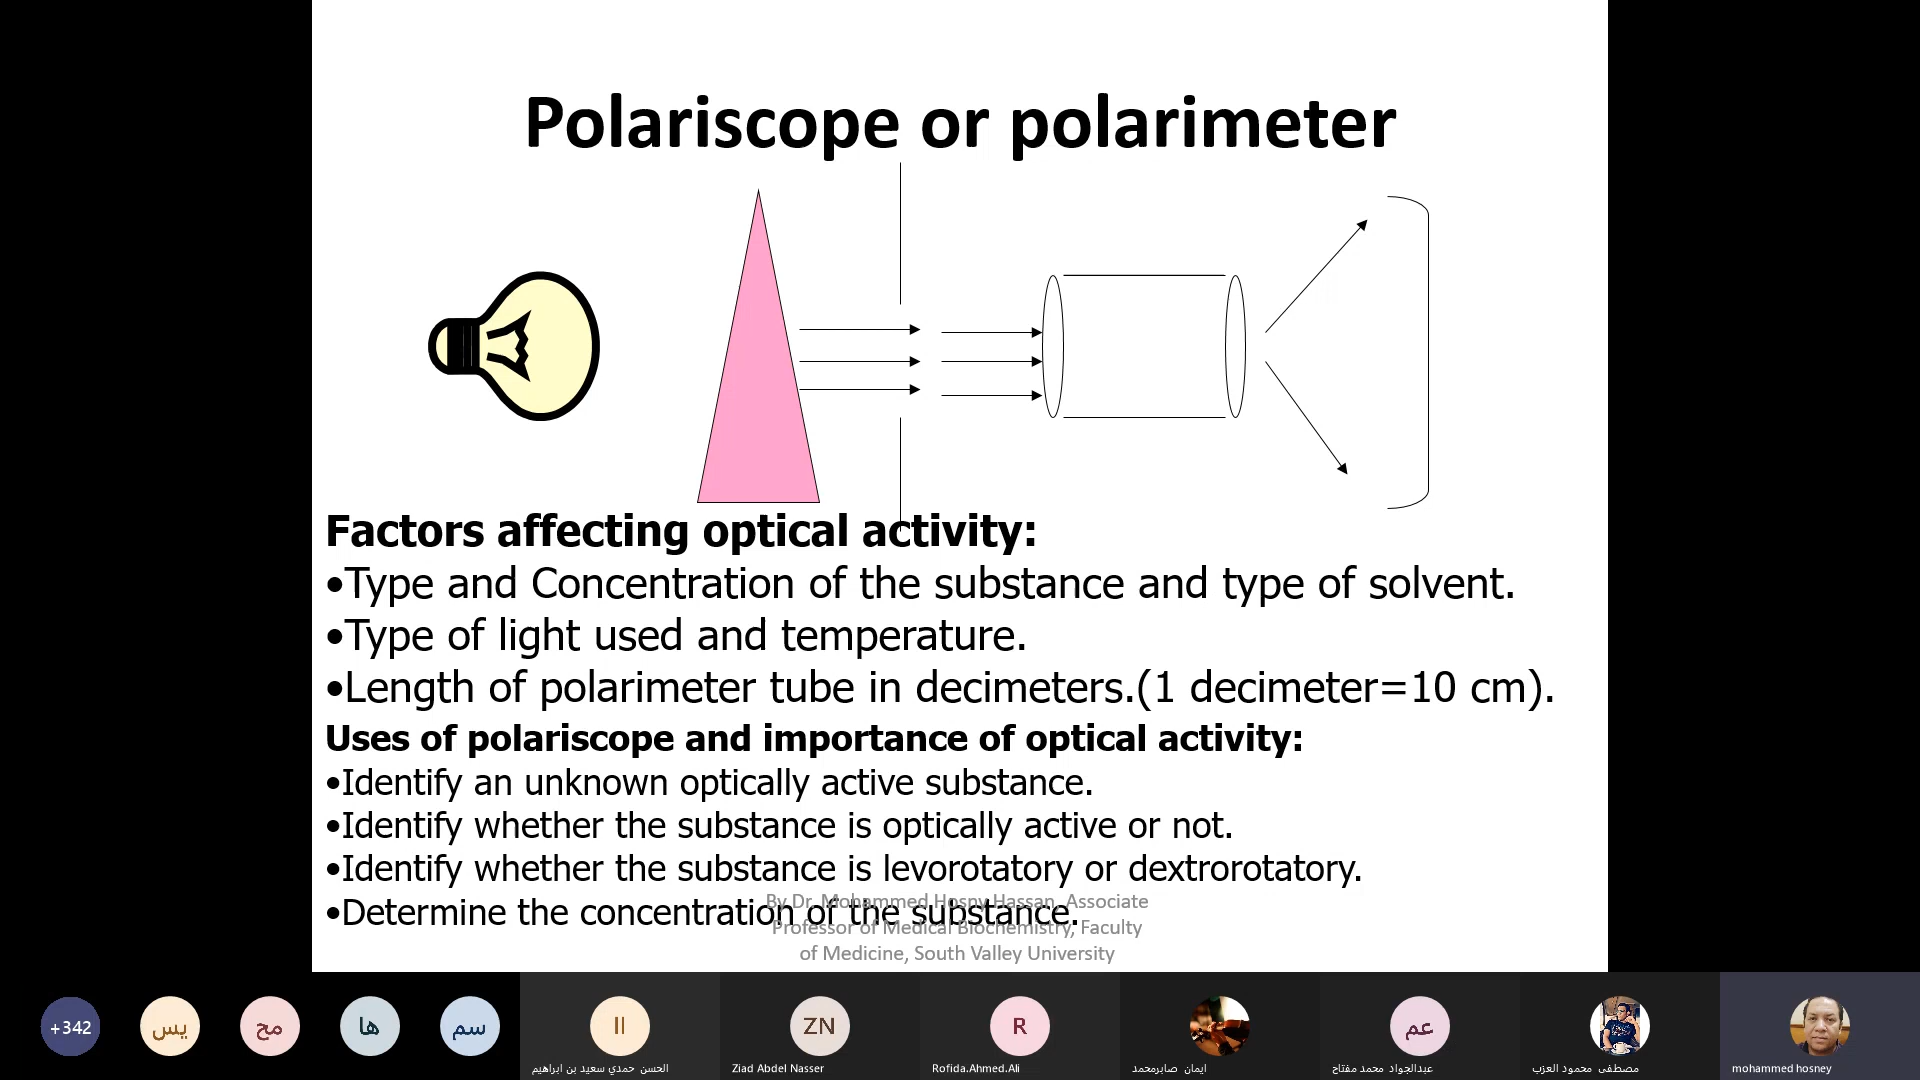 Polariscope or polarimeter
Factors affecting optical activity:
•Type and Concentration of the substance and type of solvent.
•Type of light used and temperature.
•Length of polarimeter tube in decimeters.(1 decimeter=10 cm).
Uses of polariscope and importance of optical activity:
•Identify an unknown optically active substance.
•Identify whether the substance is optically active or not.
•Identify whether the substance is levorotatory or dextrorotatory.
•Determine the concentration of the substance.
By Dr. Mohammed Hosny Hassan, Associate
Professor of Medical Biochemistry, Faculty
of Medicine, South Valley University
+342
يس
مح
ها
سم
اا
ZN
R
عم
الحسن حمدي سعيد بن ابراهيم
Ziad Abdel Nasser
Rofida.Ahmed.Ali
ايمان صابرمحمد
عبدالجواد محمد مفتاح
مصطفى محمود العزب
mohammed hosney